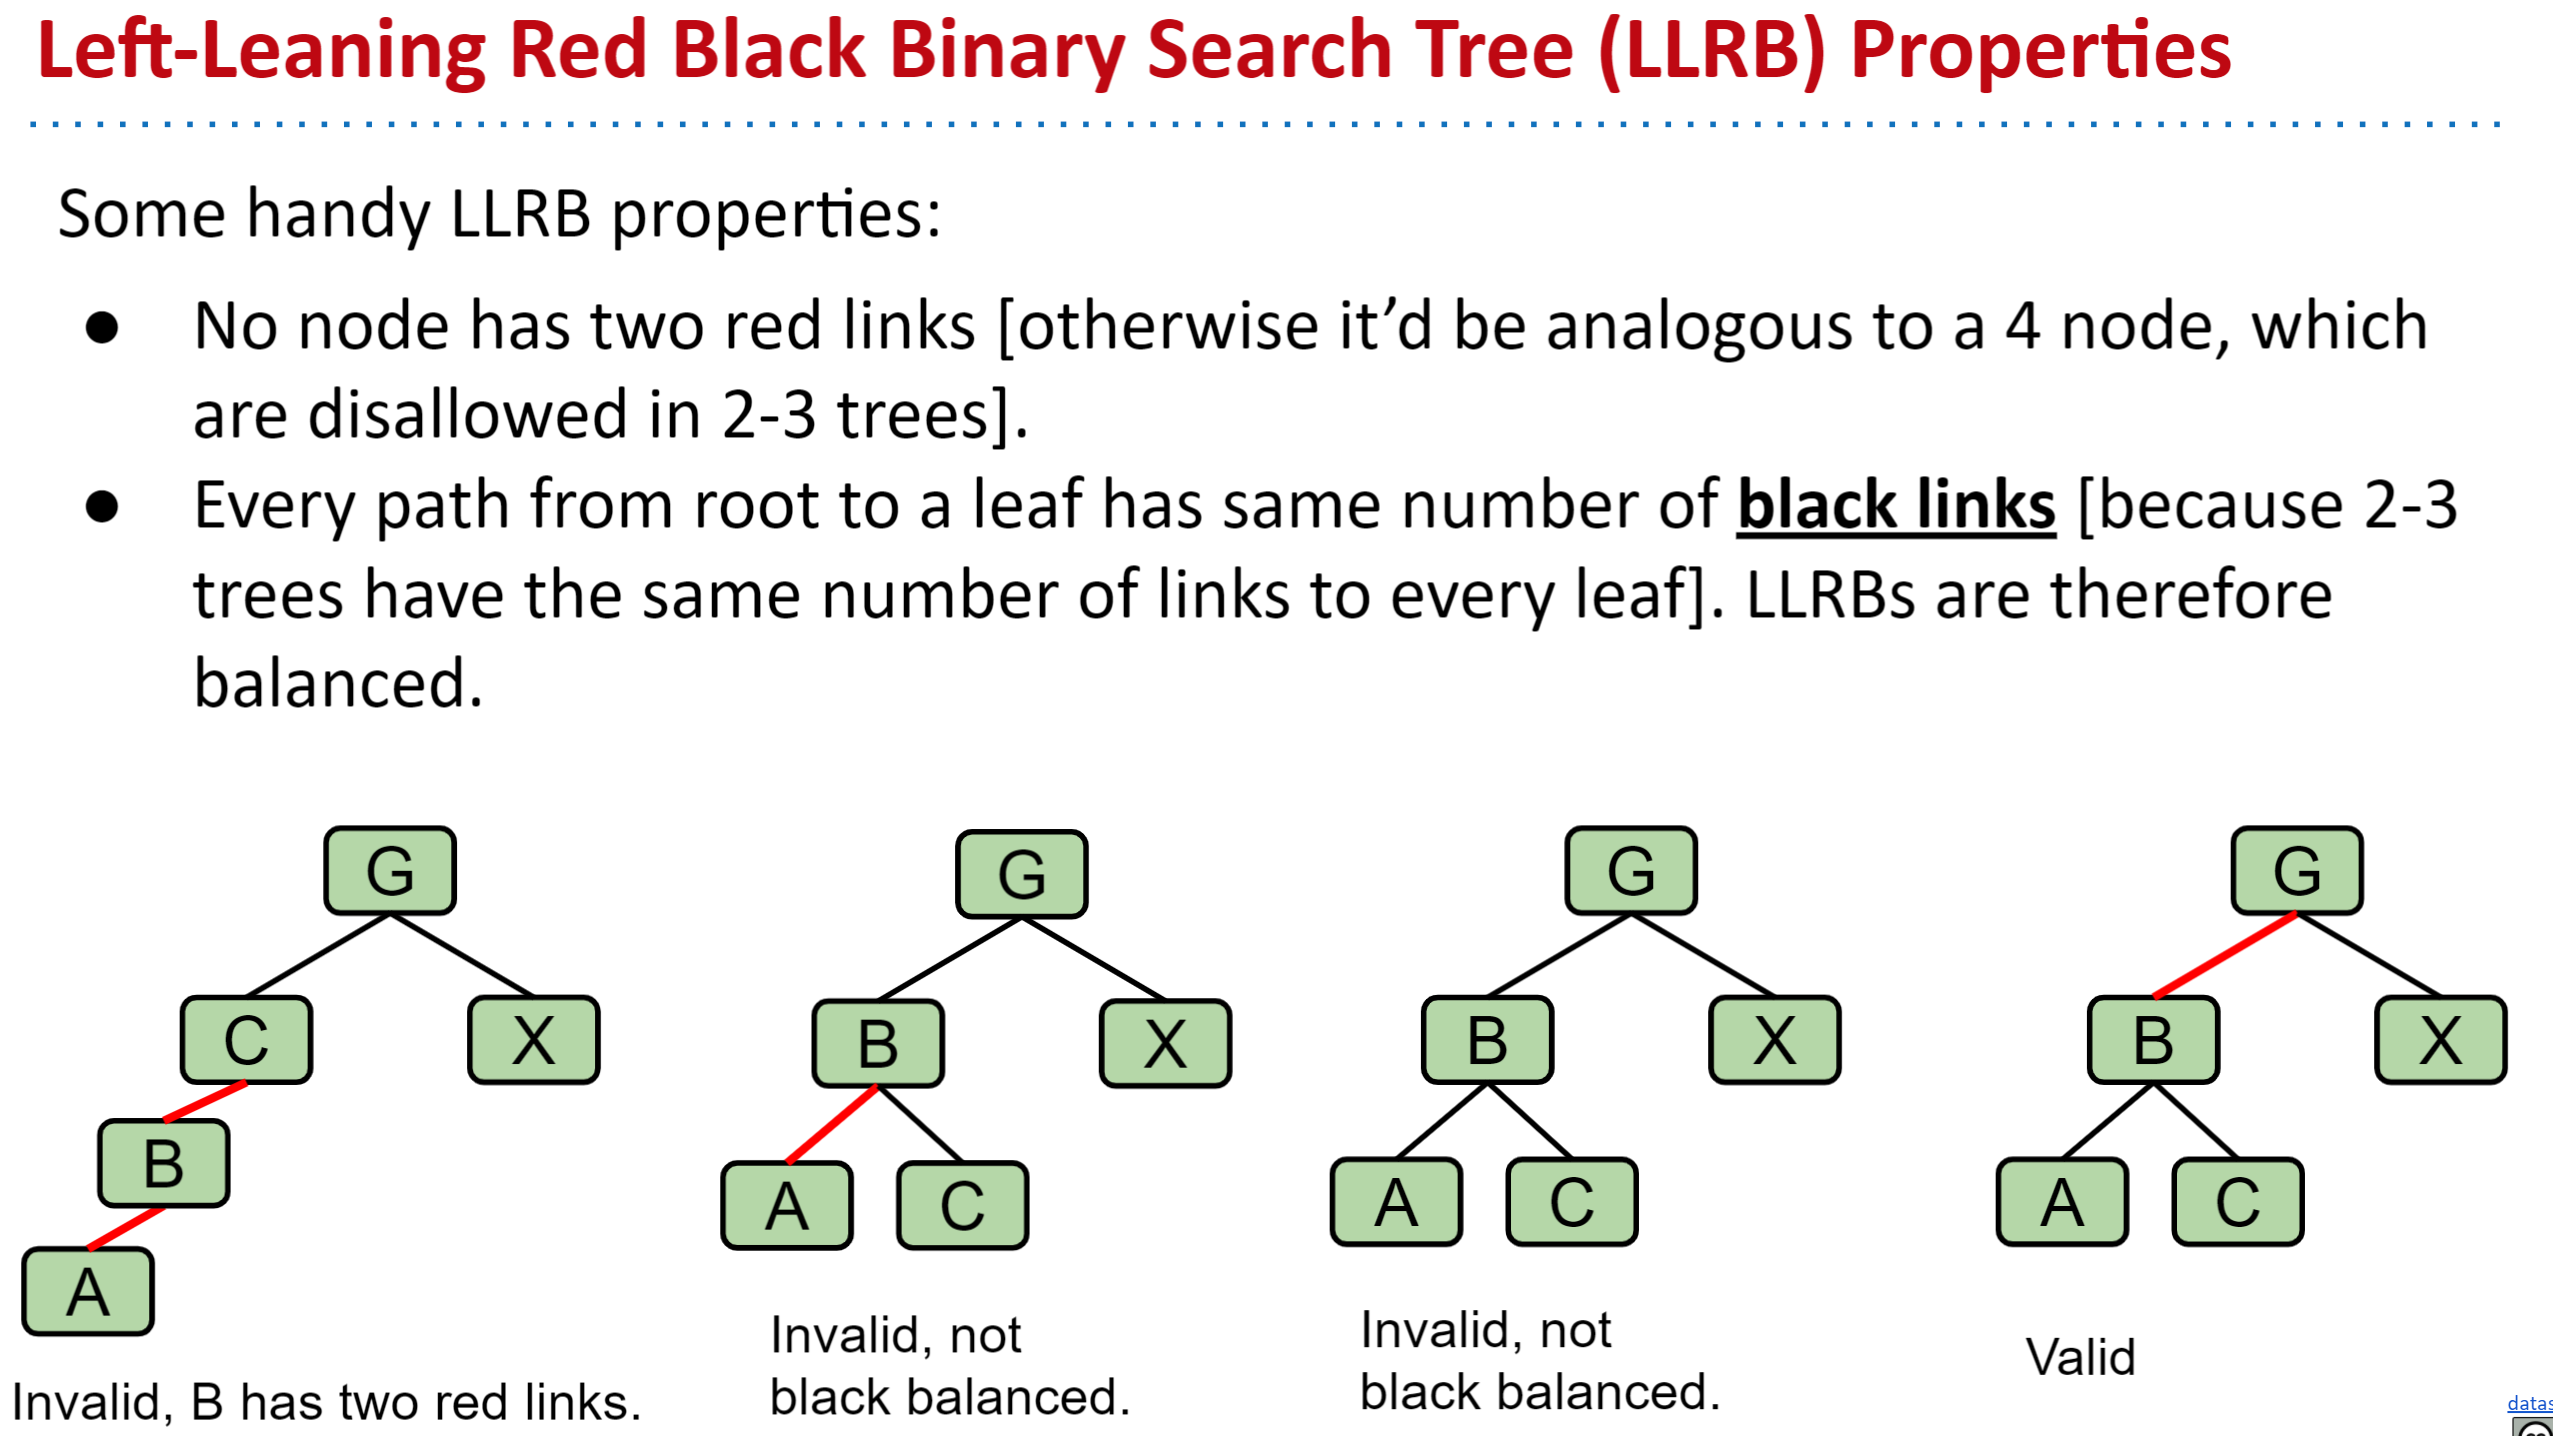 Left-Leaning Red Black Binary Search Tree (LLRB) Properties
Some handy LLRB properties:
● No node has two red links [otherwise it’d be analogous to a 4 node, which
are disallowed in 2-3 trees].
● Every path from root to a leaf has same number of black links [because 2-3
trees have the same number of links to every leaf]. LLRBs are therefore
balanced.
G
C X
B
A
Invalid, B has two red links.
G
B X
A C
Invalid, not
black balanced.
G
B X
A C
Invalid, not
black balanced.
G
B X
A C
Valid
datas